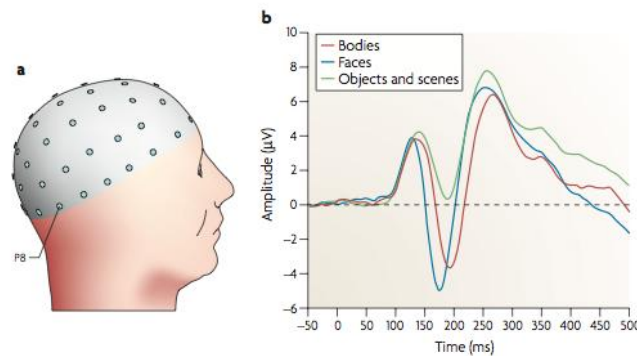 a
P8
b
Bodies
Faces
Objects and scenes
Amplitude (µV)
10
8
6
4
2
0
−2
−4
−6
−50 0 50 100 150 200 250 300 350 400 450 500
Time (ms)